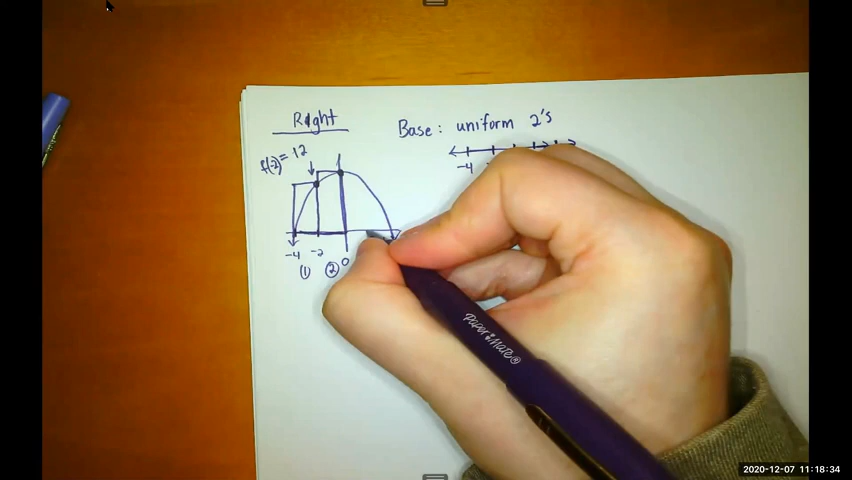 Right
Base: uniform 2's
f(-2) = 12
-4
-4 -2 0
① ②
PAPER MATE®
2020-12-07 11:18:34